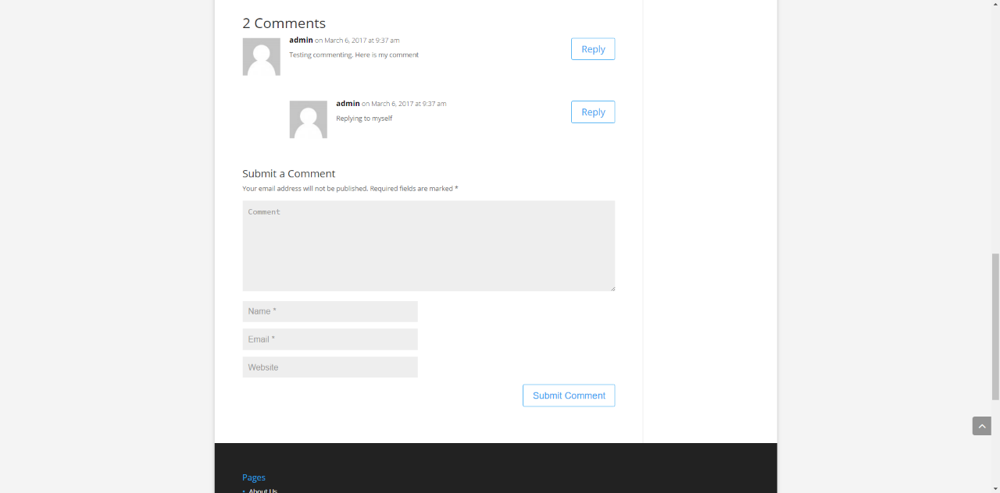 2 Comments
admin on March 6, 2017 at 9:37 am
Reply
Testing commenting. Here is my comment
admin on March 6, 2017 at 9:37 am
Reply
Replying to myself
Submit a Comment
Your email address will not be published. Required fields are marked *
Comment
Name *
Email *
Website
Submit Comment
Pages
About Us